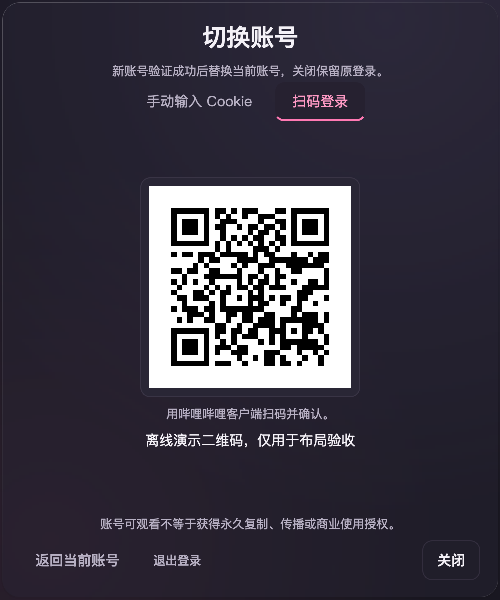 切换账号
新账号验证成功后替换当前账号，关闭保留原登录。
手动输入 Cookie
扫码登录
用哔哩哔哩客户端扫码并确认。
离线演示二维码，仅用于布局验收
账号可观看不等于获得永久复制、传播或商业使用授权。
返回当前账号
退出登录
关闭